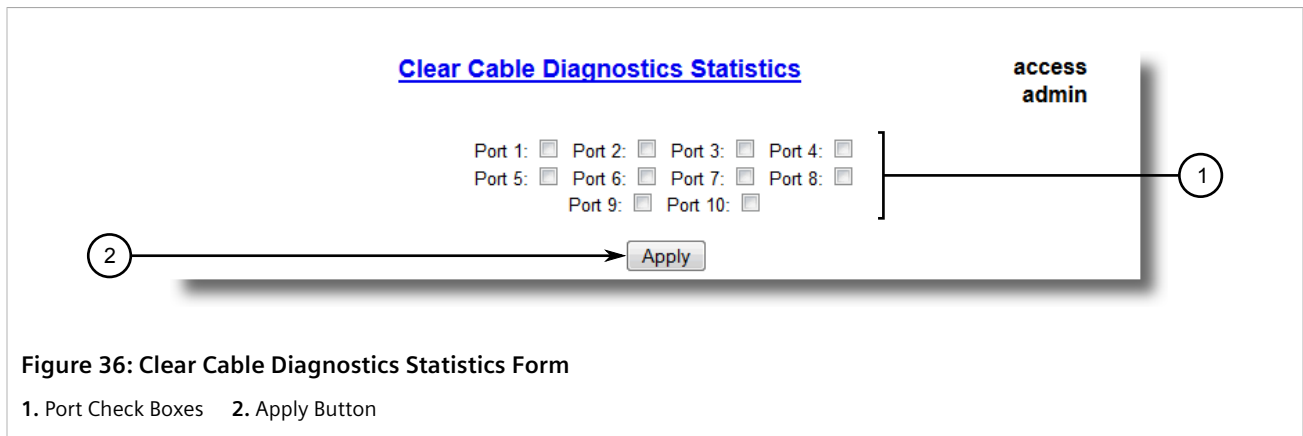 Clear Cable Diagnostics Statistics
access
admin
Port 1: Port 2: Port 3: Port 4:
Port 5: Port 6: Port 7: Port 8:
Port 9: Port 10:
1
2
Apply
Figure 36: Clear Cable Diagnostics Statistics Form
1. Port Check Boxes 2. Apply Button